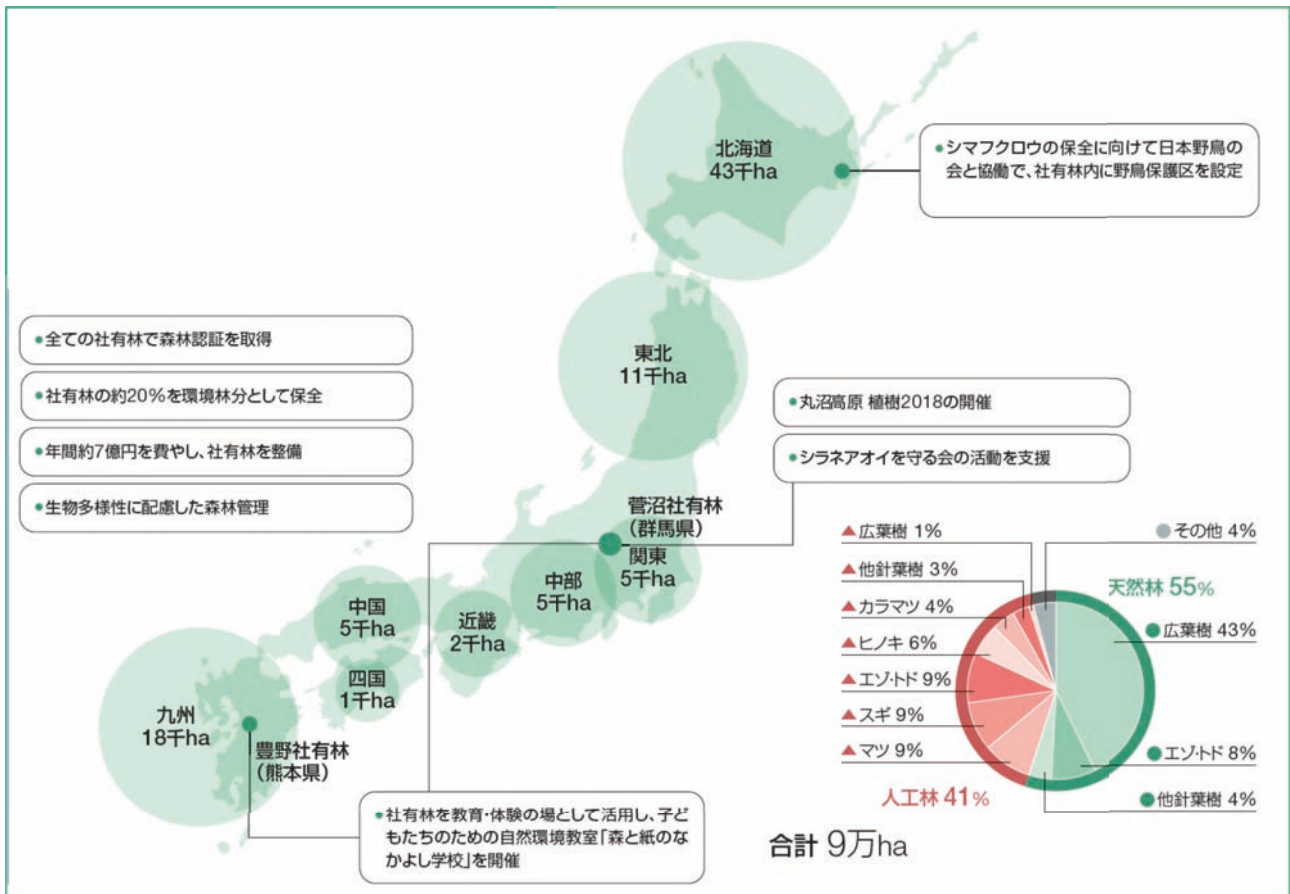 北海道
43千ha
●シマフクロウの保全に向けて日本野鳥の
会と協働で、社有林内に野鳥保護区を設定
東北
11千ha
●全ての社有林で森林認証を取得
●社有林の約20％を環境林分として保全
●年間約7億円を費やし、社有林を整備
●生物多様性に配慮した森林管理
●丸沼高原 植樹2018の開催
●シラネアオイを守る会の活動を支援
菅沼社有林
（群馬県）
関東
5千ha
中部
5千ha
近畿
2千ha
中国
5千ha
四国
1千ha
九州
18千ha
豊野社有林
（熊本県）
●社有林を教育・体験の場として活用し、子ど
もたちのための自然環境教室「森と紙のな
かよし学校」を開催
▲広葉樹 1%
▲他針葉樹 3%
▲カラマツ 4%
▲ヒノキ 6%
▲エゾ・トド 9%
▲スギ 9%
▲マツ 9%
人工林 41%
●その他 4%
天然林 55%
●広葉樹 43%
●エゾ・トド 8%
●他針葉樹 4%
合計 9万ha